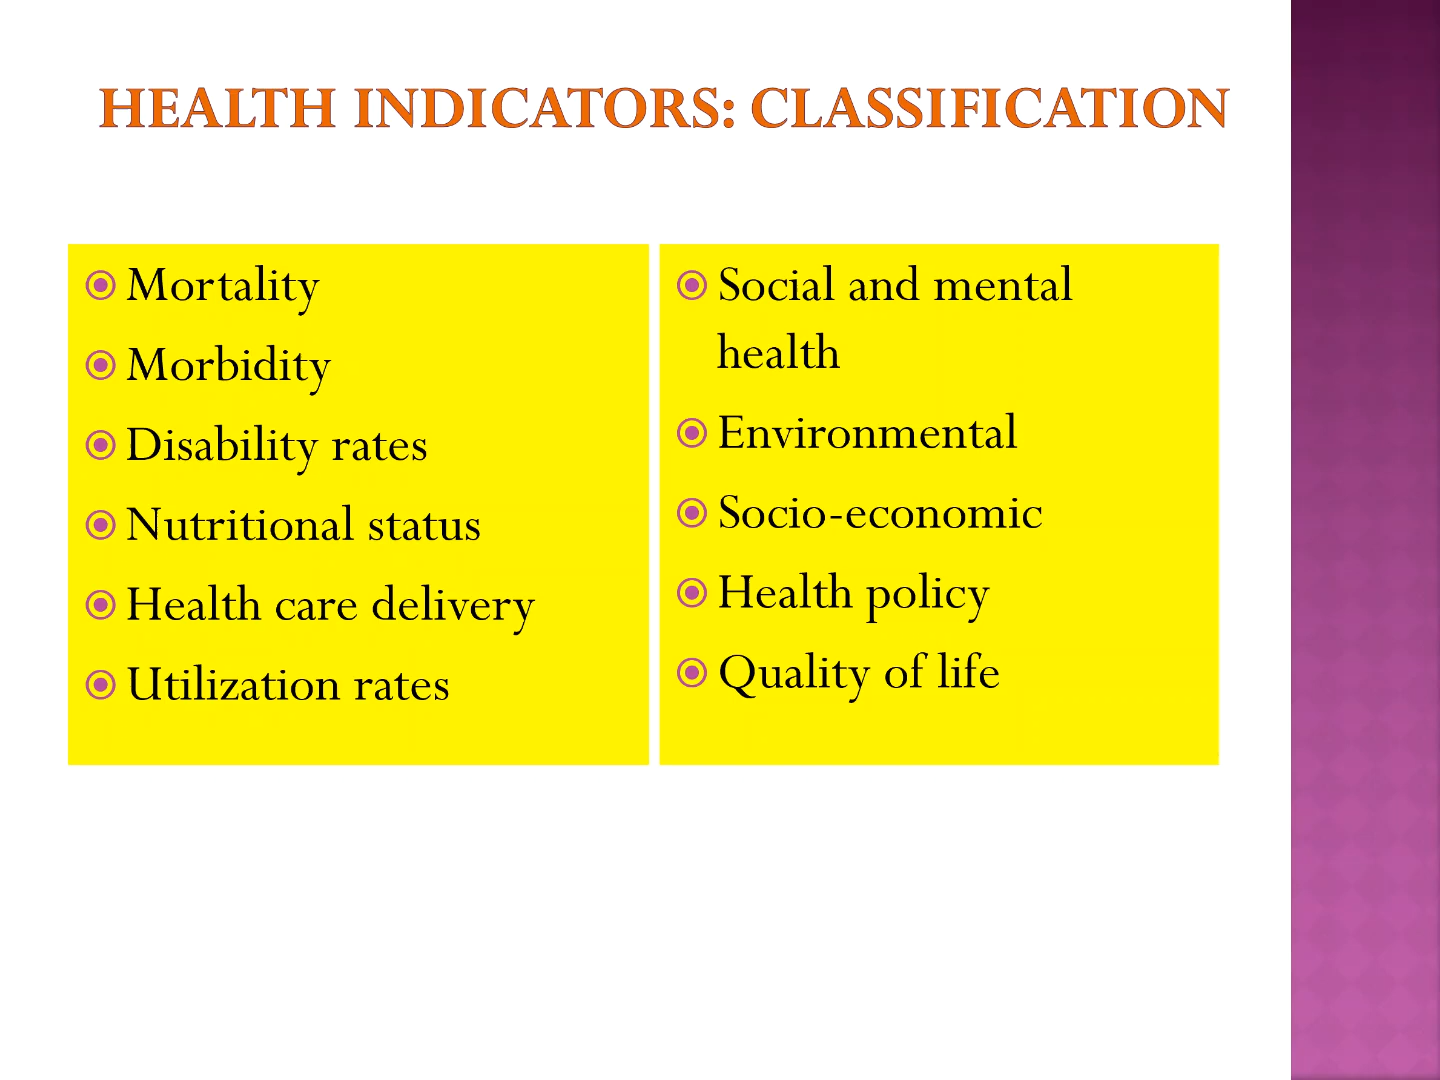 HEALTH INDICATORS: CLASSIFICATION
Mortality
Morbidity
Disability rates
Nutritional status
Health care delivery
Utilization rates
Social and mental
health
Environmental
Socio-economic
Health policy
Quality of life